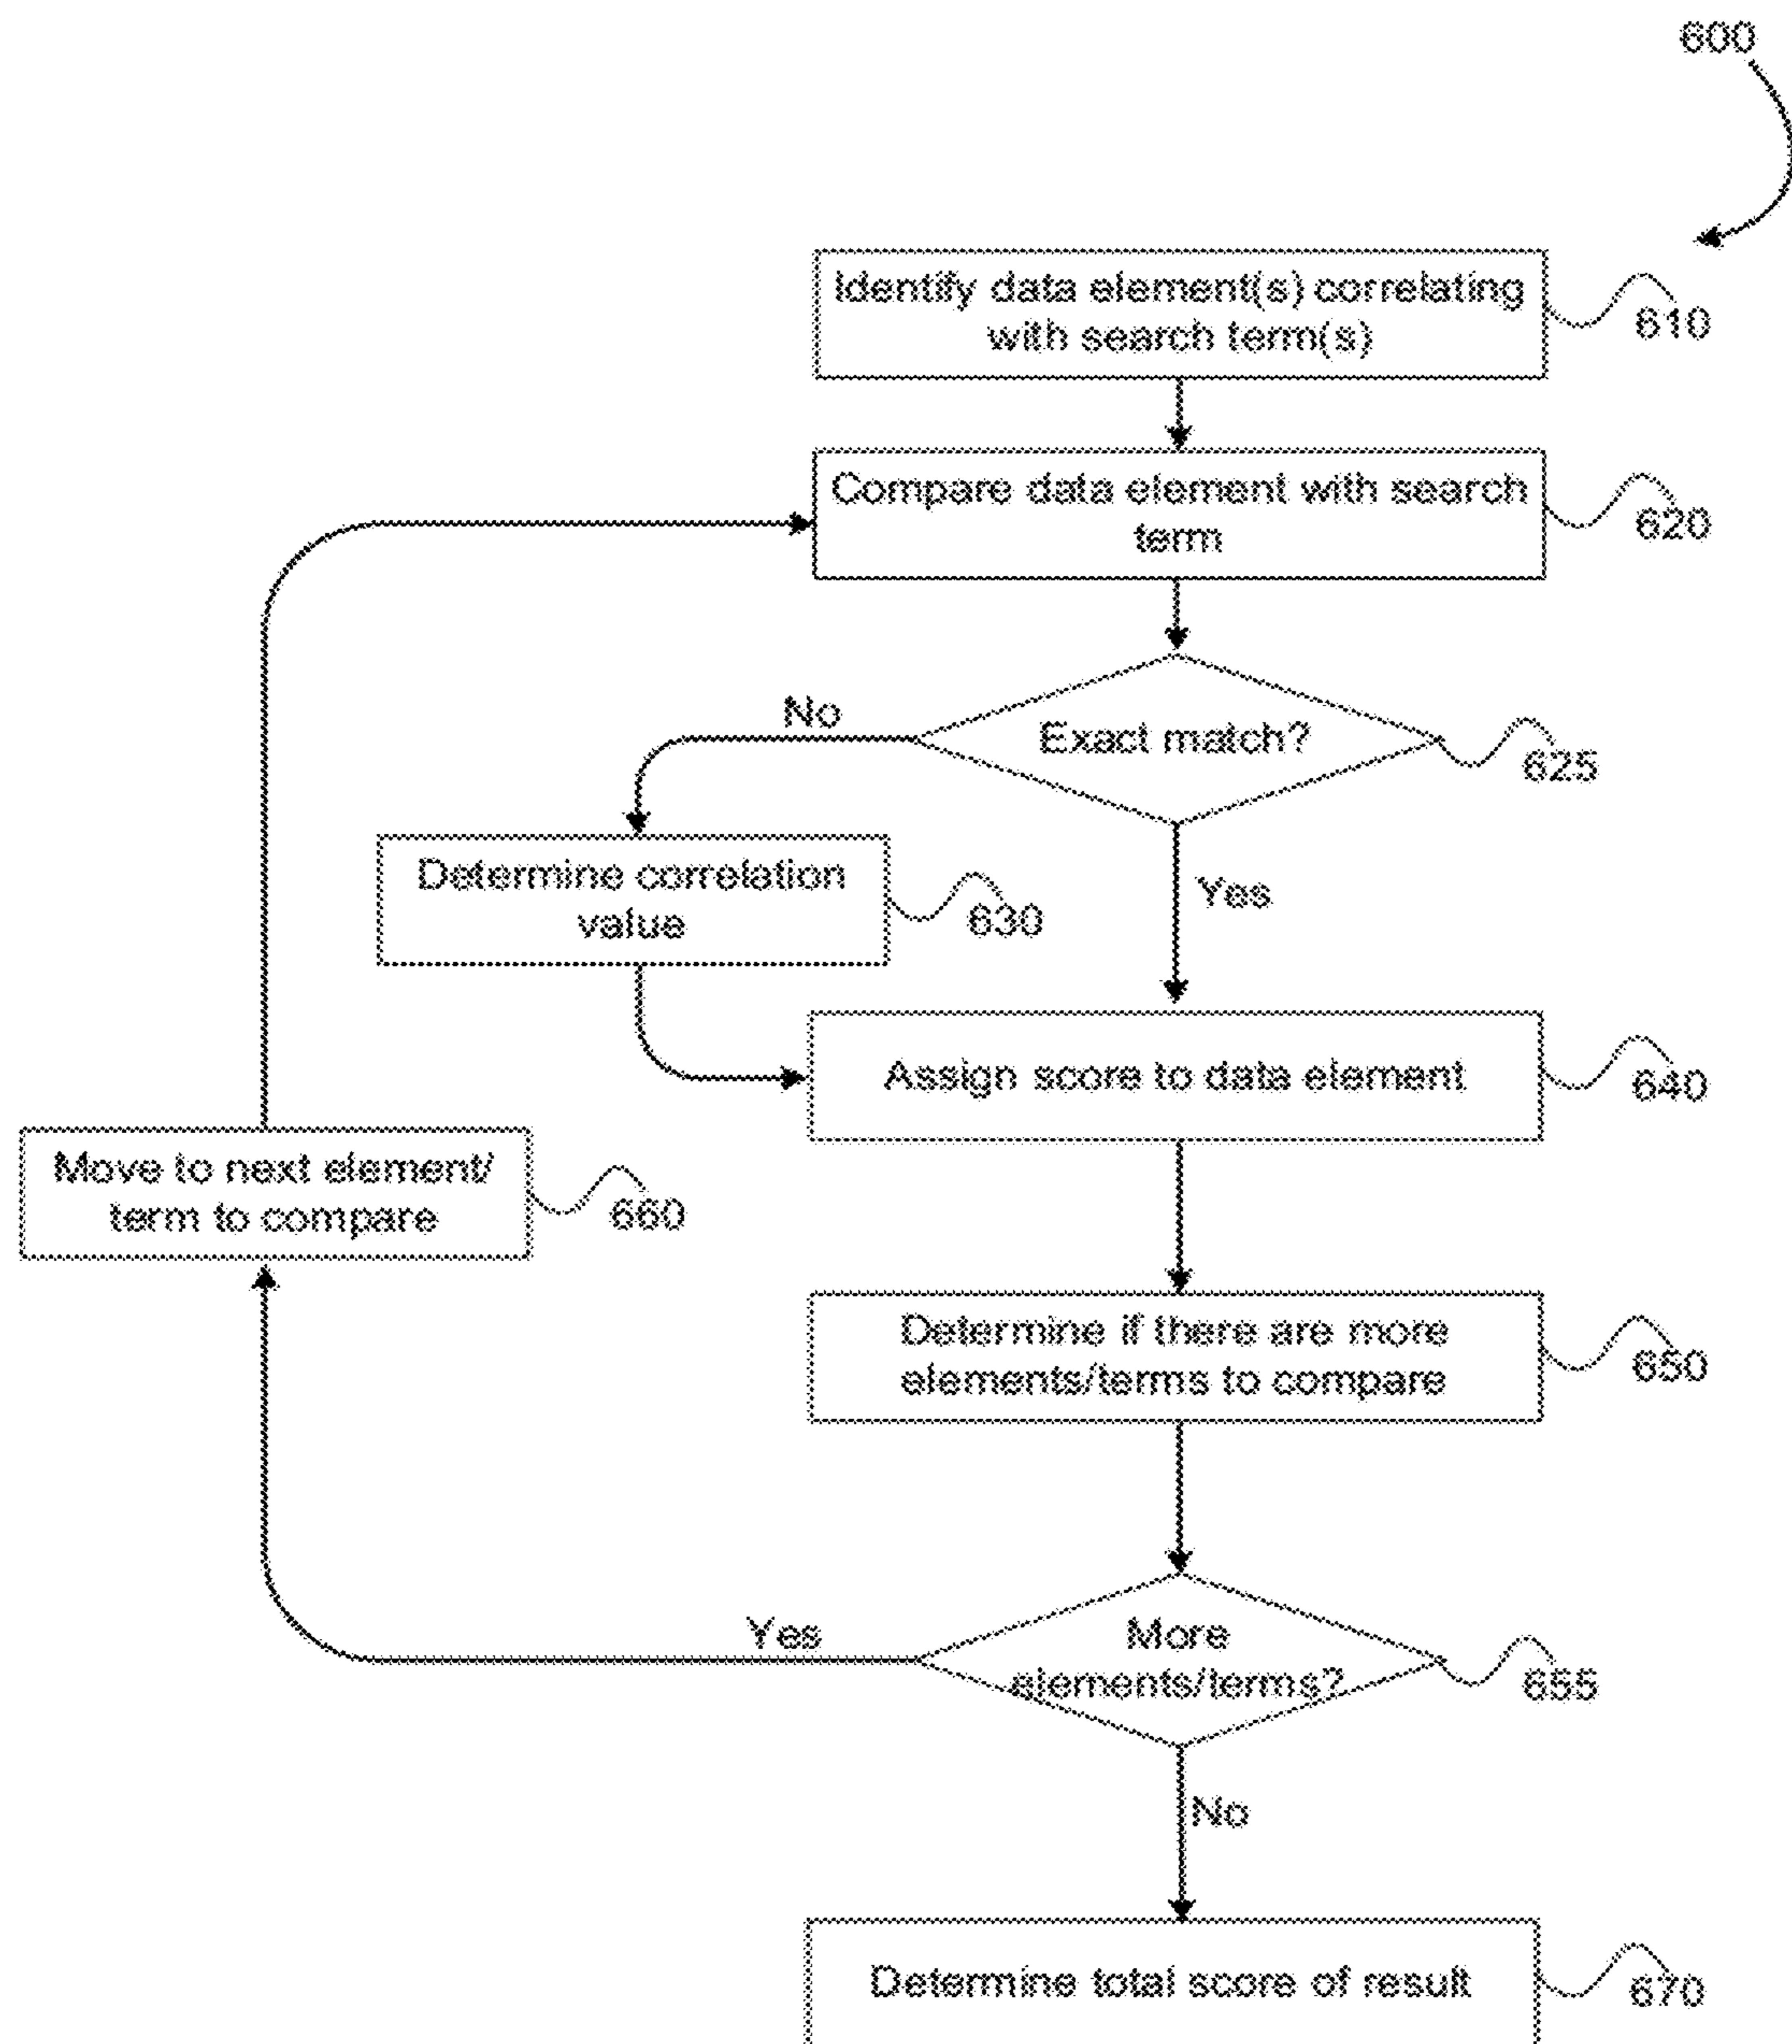 600
Identify data element(s) correlating
with search term(s)
610
Compare data element with search
term
620
No
Exact match?
625
Determine correlation
value
630
Yes
Assign score to data element
640
Move to next element/
term to compare
660
Determine if there are more
elements/terms to compare
650
Yes
More
elements/terms?
655
No
Determine total score of result
670